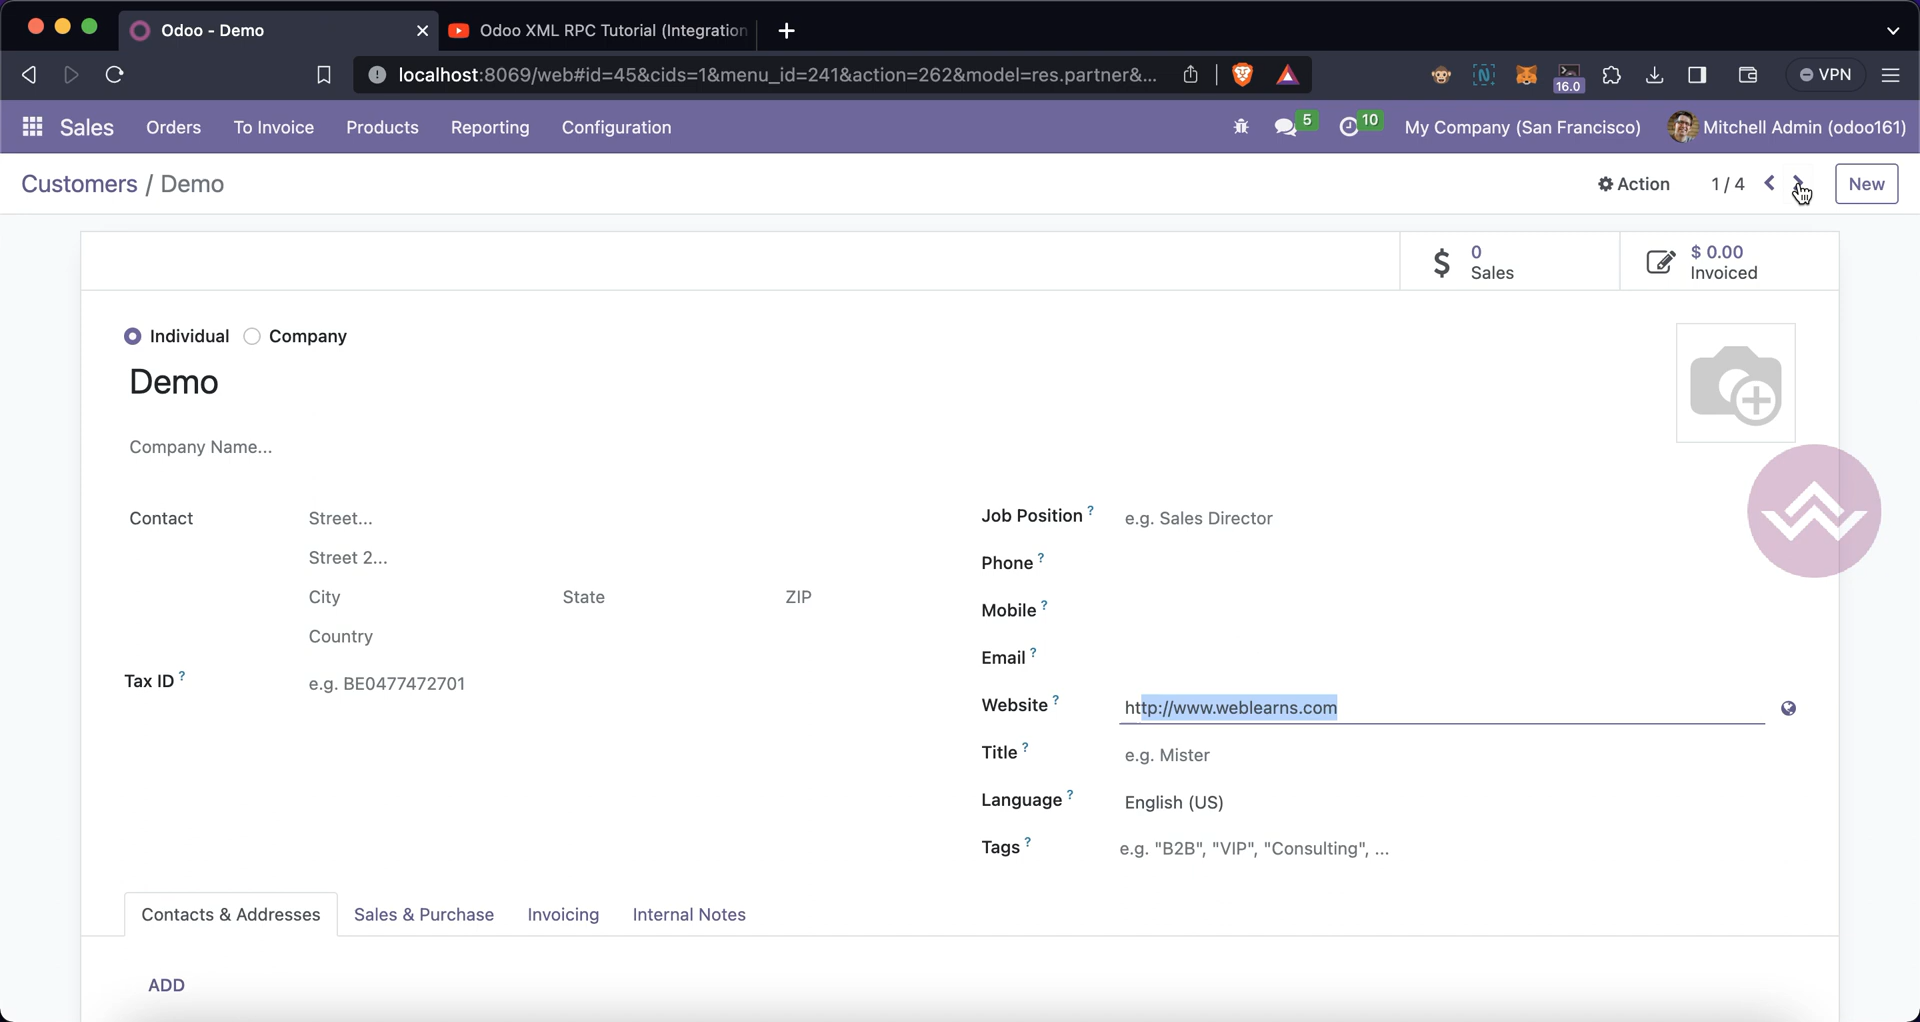 Odoo - Demo
Odoo XML RPC Tutorial (Integration
localhost:8069/web#id=45&cids=1&menu_id=241&action=262&model=res.partner&...
16.0
VPN
Sales Orders To Invoice Products Reporting Configuration
5 10 My Company (San Francisco) Mitchell Admin (odoo161)
Customers / Demo
Action 1 / 4 New
0
Sales
$ 0.00
Invoiced
Individual Company
Demo
Company Name...
Contact Street...
Street 2...
City State ZIP
Country
Tax ID ? e.g. BE0477472701
Job Position ? e.g. Sales Director
Phone ?
Mobile ?
Email ?
Website ? http://www.weblearns.com
Title ? e.g. Mister
Language ? English (US)
Tags ? e.g. "B2B", "VIP", "Consulting", ...
Contacts & Addresses Sales & Purchase Invoicing Internal Notes
ADD